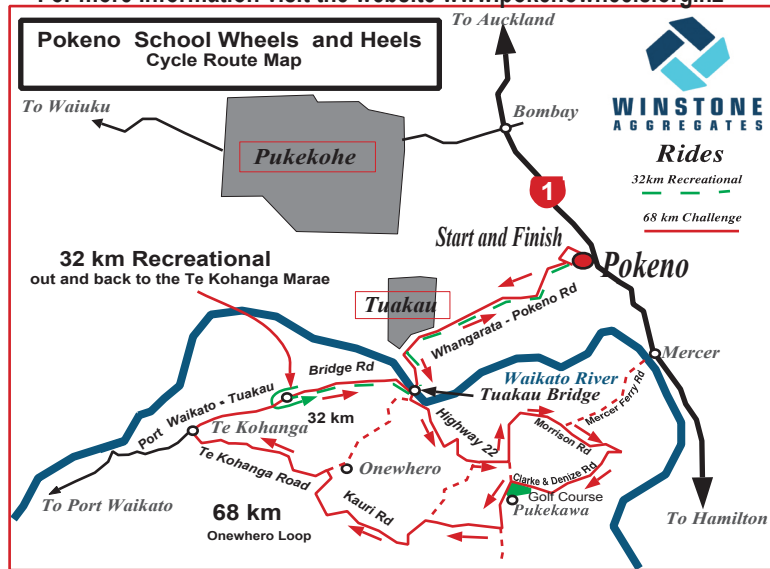 For more information visit the website www.pokenowheels.org.nz
Pokeno School Wheels and Heels
Cycle Route Map
To Auckland
To Waiuku
Bombay
WINSTONE
AGGREGATES
Pukekohe
Rides
32km Recreational
68 km Challenge
1
Start and Finish
Pokeno
32 km Recreational
out and back to the Te Kohanga Marae
Tuakau
Whangarata - Pokeno Rd
Mercer
Waikato River
Bridge Rd
Tuakau Bridge
Mercer Ferry Rd
Port Waikato - Tuakau
32 km
Highway 22
Morrison Rd
Te Kohanga
Onewhero
Te Kohanga Road
Clarke & Denize Rd
Golf Course
Pukekawa
To Port Waikato
68 km
Onewhero Loop
Kauri Rd
To Hamilton